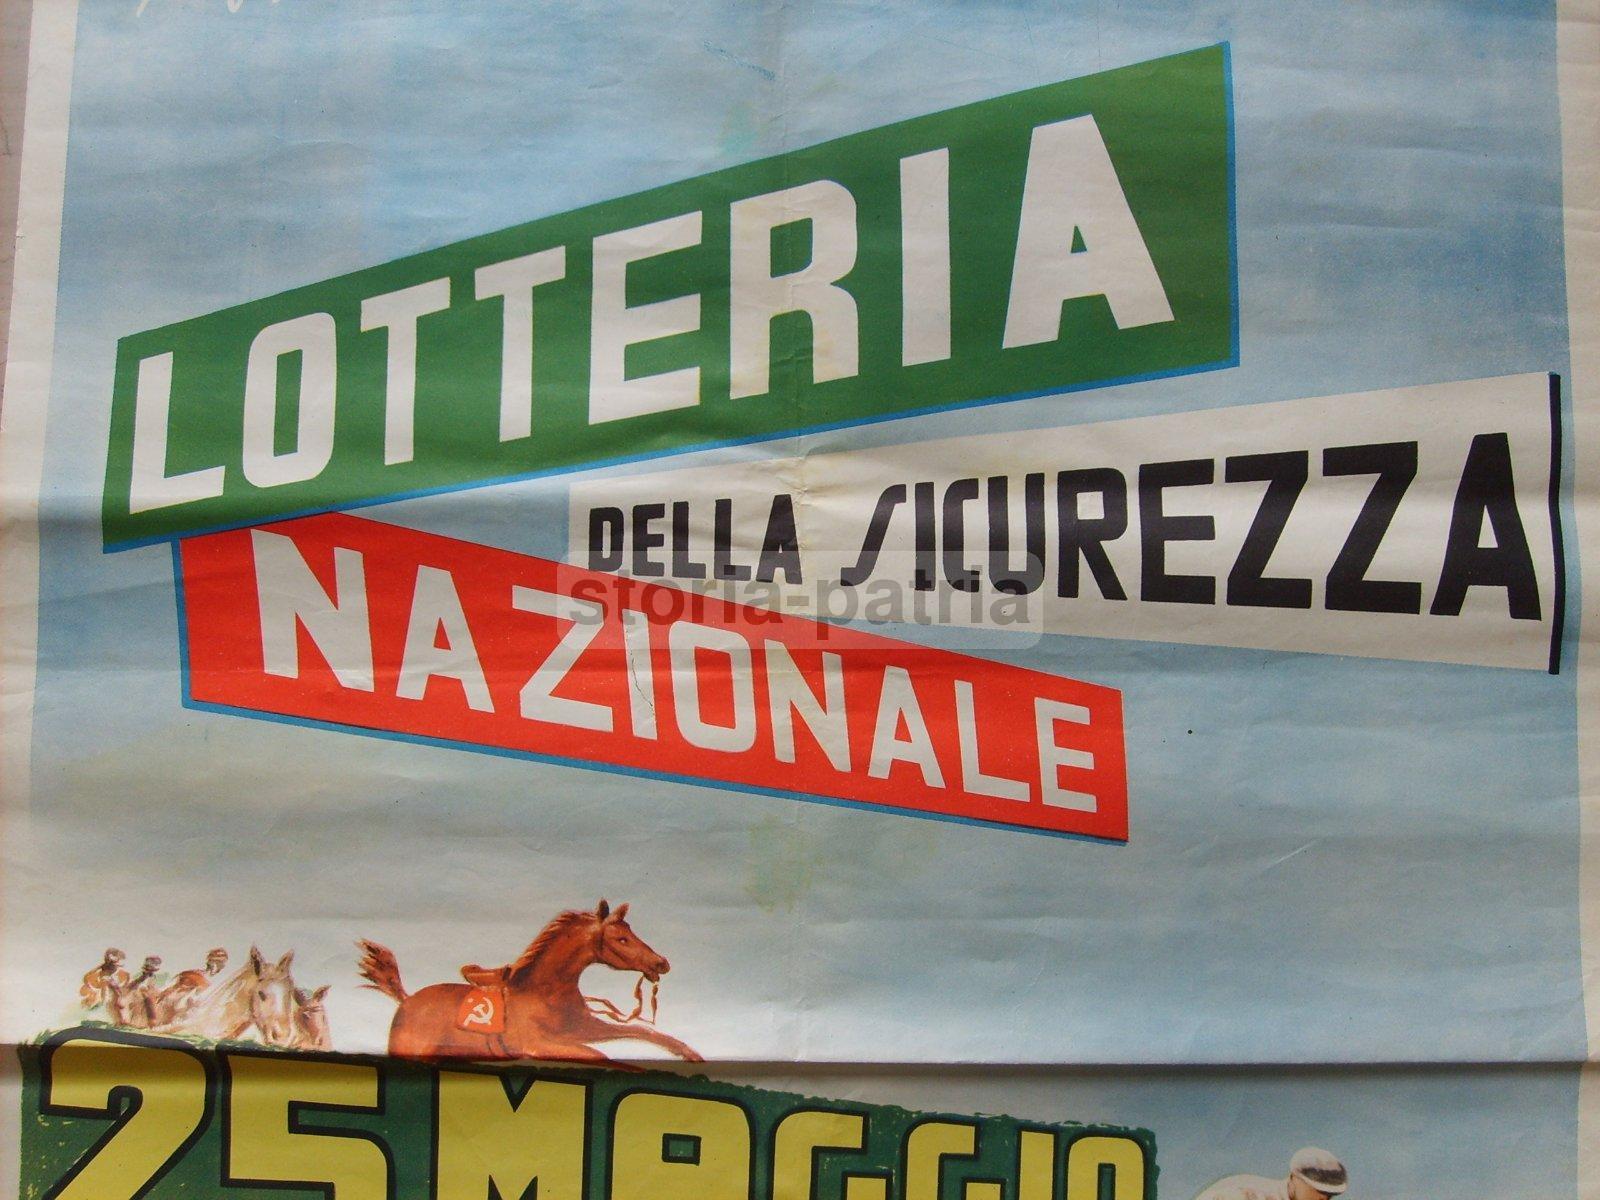 LOTTERIA
DELLA SICUREZZA
NAZIONALE
storia-patria
25 MAGGIO